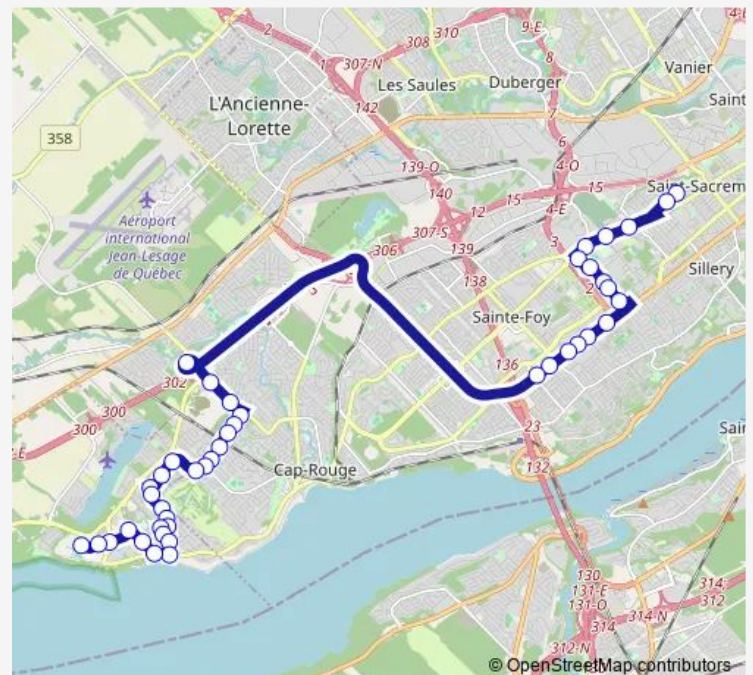 2
308
310
9-E
4-E
1
307-N
Vanier
142
Les Saules
Duberger
8
L'Ancienne-
Lorette
7
Saint
358
6
139-O
4-O
140
15
15
Saint-Sacrem
12
Aéroport
international
Jean-Lesage
de Québec
307-S
4-E
306
139
3
138
Sillery
2
Sainte-Foy
136
302
300
300
23
Cap-Rouge
132
130
131-E
131-O
314
314-N
314-
312
312-N
© OpenStreetMap contributors